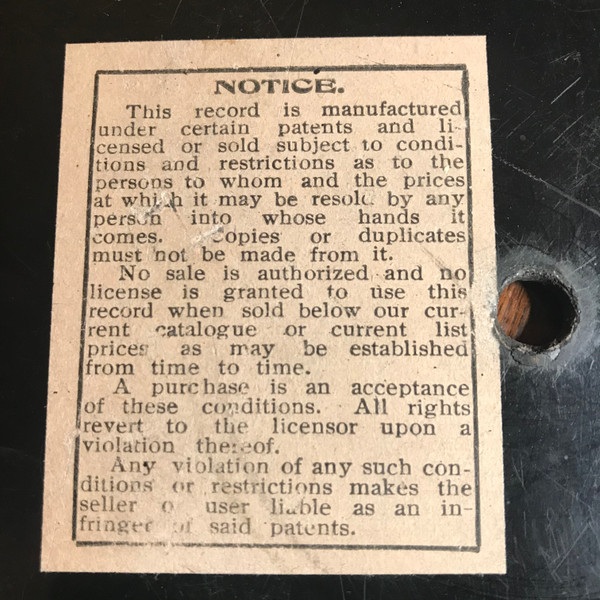 NOTICE.
This record is manufactured
under certain patents and li-
censed or sold subject to condi-
tions and restrictions as to the
persons to whom and the prices
at which it may be resold by any
person into whose hands it
comes. Copies or duplicates
must not be made from it.
No sale is authorized and no
license is granted to use this
record when sold below our cur-
rent catalogue or current list
prices as may be established
from time to time.
A purchase is an acceptance
of these conditions. All rights
revert to the licensor upon a
violation thereof.
Any violation of any such con-
ditions or restrictions makes the
seller or user liable as an in-
fringer of said patents.